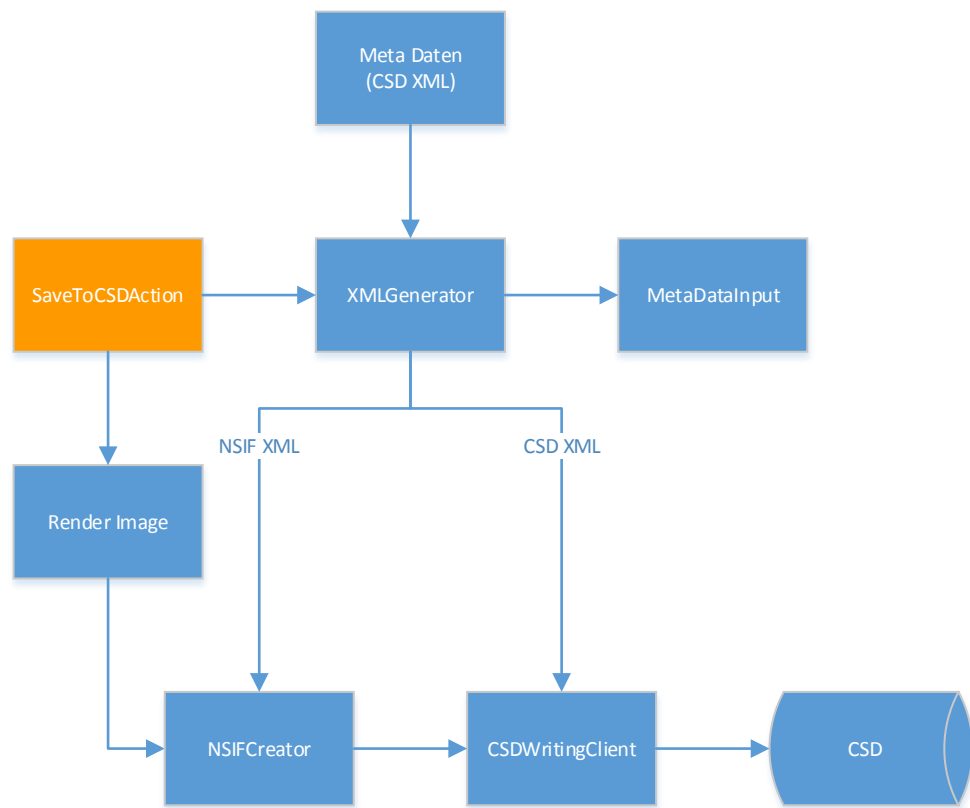 Meta Daten
(CSD XML)
SaveToCSDAction
XMLGenerator
MetaDataInput
NSIF XML
CSD XML
Render Image
NSIFCreator
CSDWritingClient
CSD